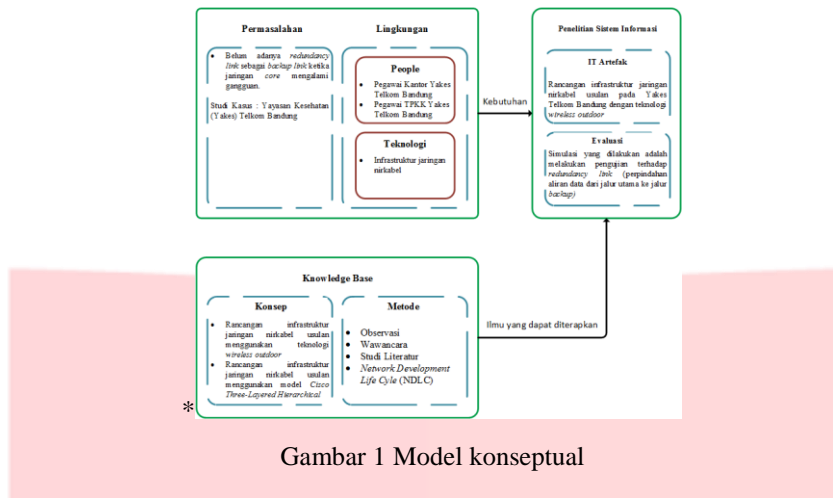 Permasalahan
Belum adanya redundancy
link sebagai backup link ketika
jaringan core mengalami
gangguan.
Studi Kasus : Yayasan Kesehatan
(Yakes) Telkom Bandung
Lingkungan
People
Pegawai Kantor Yakes
Telkom Bandung
Pegawai TPKK Yakes
Telkom Bandung
Teknologi
Infrastruktur jaringan
nirkabel
Kebutuhan
Penelitian Sistem Informasi
IT Artefak
Rancangan infrastruktur jaringan
nirkabel usulan pada Yakes
Telkom Bandung dengan teknologi
wireless outdoor
Evaluasi
Simulasi yang dilakukan adalah
melakukan pengujian terhadap
redundancy link (perpindahan
aliran data dari jalur utama ke jalur
backup)
Knowledge Base
Konsep
Rancangan infrastruktur
jaringan nirkabel usulan
menggunakan teknologi
wireless outdoor
Rancangan infrastruktur
jaringan nirkabel usulan
menggunakan model Cisco
Three-Layered Hierarchical
Metode
Observasi
Wawancara
Studi Literatur
Network Development
Life Cyle (NDLC)
Ilmu yang dapat diterapkan
*
Gambar 1 Model konseptual